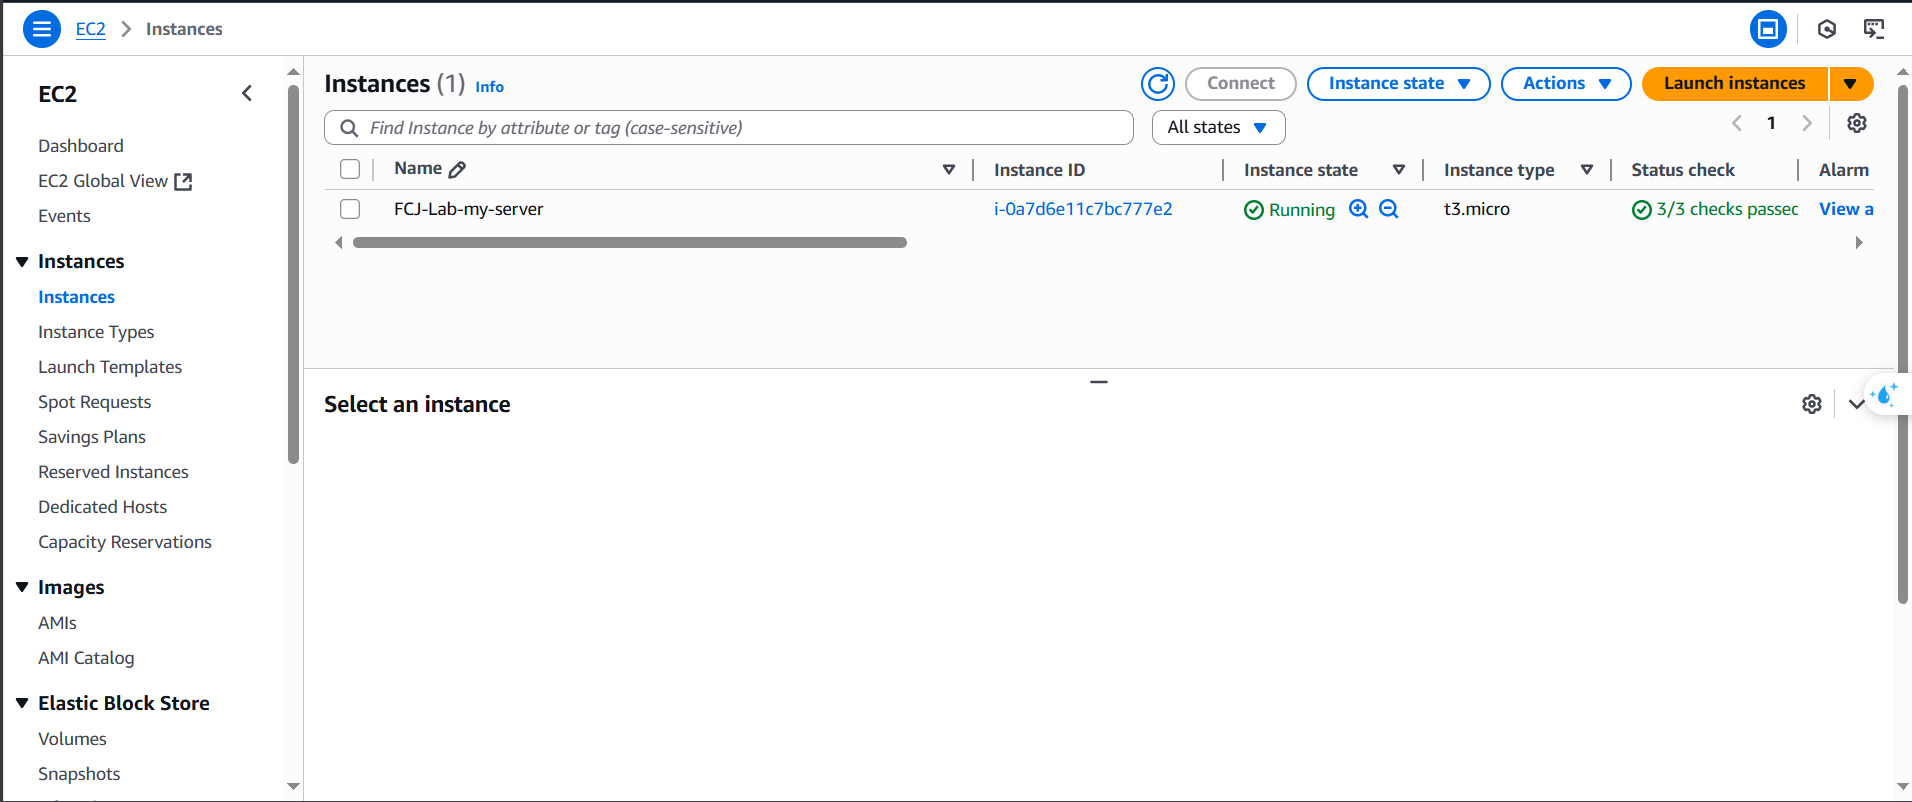 EC2 > Instances
EC2
Dashboard
EC2 Global View
Events
Instances
Instances
Instance Types
Launch Templates
Spot Requests
Savings Plans
Reserved Instances
Dedicated Hosts
Capacity Reservations
Images
AMIs
AMI Catalog
Elastic Block Store
Volumes
Snapshots
Instances (1) Info
Connect
Instance state
Actions
Launch instances
Find Instance by attribute or tag (case-sensitive)
All states
1
Name Instance ID Instance state Instance type Status check Alarm
FCJ-Lab-my-server i-0a7d6e11c7bc777e2 Running t3.micro 3/3 checks passed View a
Select an instance